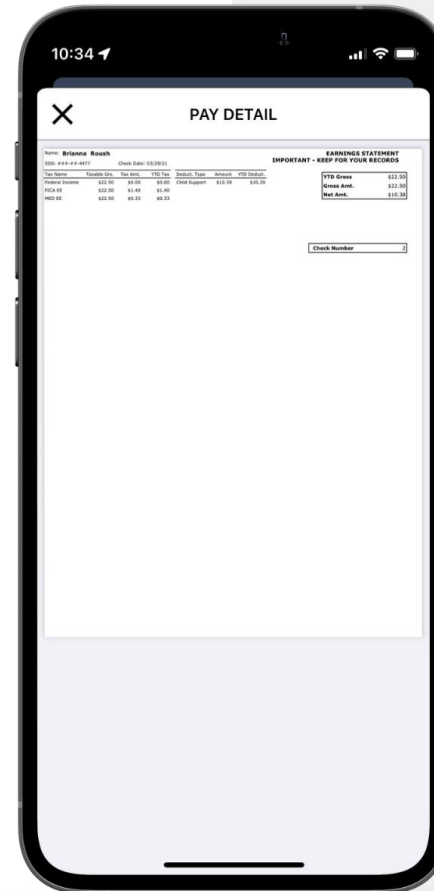 10:34
PAY DETAIL
Name: Brianna Roush
EARNINGS STATEMENT
SSN: ###-##-4677 Check Date: 03/29/21
IMPORTANT - KEEP FOR YOUR RECORDS
Tax Name Taxable Grs. Tax Amt. YTD Tax Deduct. Type Amount YTD Deduct.
Federal Income $22.50 $0.00 $0.00 Child Support $10.39 $10.39
FICA EE $22.50 $1.40 $1.40
MED EE $22.50 $0.33 $0.33
YTD Gross $22.50
Gross Amt. $22.50
Net Amt. $10.38
Check Number 2